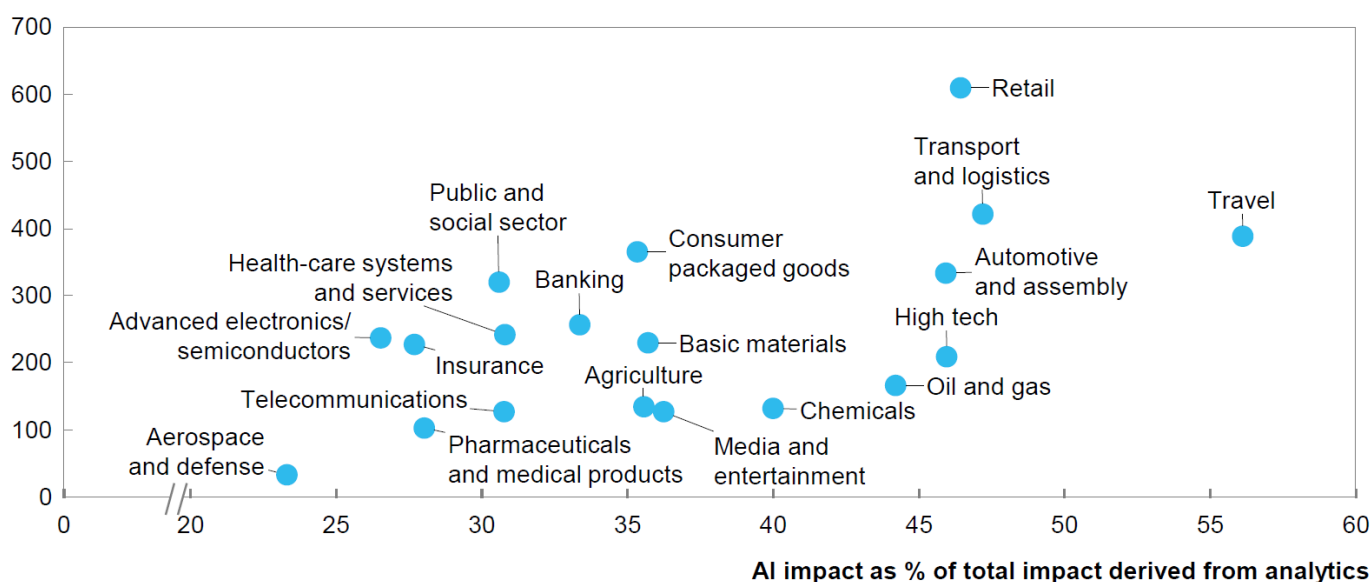 700
600
500
400
300
200
100
0
Retail
Transport
and logistics
Travel
Public and
social sector
Consumer
packaged goods
Health-care systems
and services
Banking
Automotive
and assembly
Advanced electronics/
semiconductors
High tech
Insurance
Basic materials
Agriculture
Oil and gas
Telecommunications
Chemicals
Aerospace
and defense
Pharmaceuticals
and medical products
Media and
entertainment
0 20 25 30 35 40 45 50 55 60
AI impact as % of total impact derived from analytics